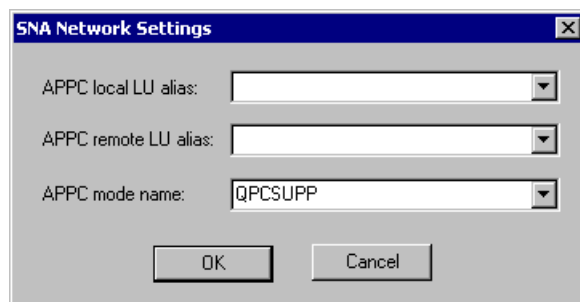 SNA Network Settings
APPC local LU alias:
APPC remote LU alias:
APPC mode name: QPCSUPP
OK Cancel